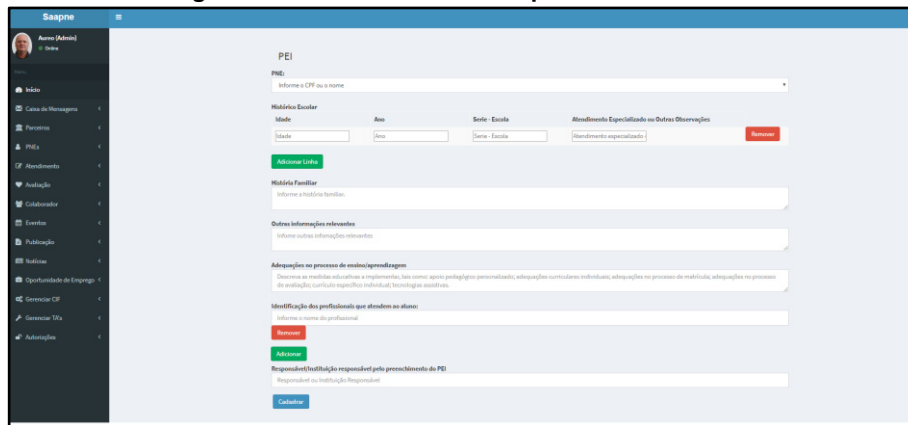 Saapne
Aureo [Admin]
Online
Menu
Início
Caixa de Mensagens
Parceiros
PNEs
Atendimento
Avaliação
Colaborador
Eventos
Publicação
Notícias
Oportunidade de Emprego
Gerenciar CIF
Gerenciar TA's
Autorizações
PEI
PNE:
Informe o CPF ou o nome
Histórico Escolar
Idade Ano Serie - Escola Atendimento Especializado ou Outras Observações
Idade Ano Serie - Escola Atendimento especializado Remover
Adicionar Linha
História Familiar
Informe a história familiar.
Outras informações relevantes
Infome outras infomações relevantes
Adequações no processo de ensino/aprendizagem
Descreva as medidas educativas a implementar, tais como: apoio pedagógico personalizado; adequações curriculares individuais; adequações no processo de matrícula; adequações no processo
de avaliação; currículo específico individual; tecnologias assistivas.
Identificação dos profissionais que atendem ao aluno:
Informe o nome do profissional
Remover
Adicionar
Responsável/Instituição responsável pelo preenchimento do PEI
Responsável ou Instituição Responsável
Cadastrar